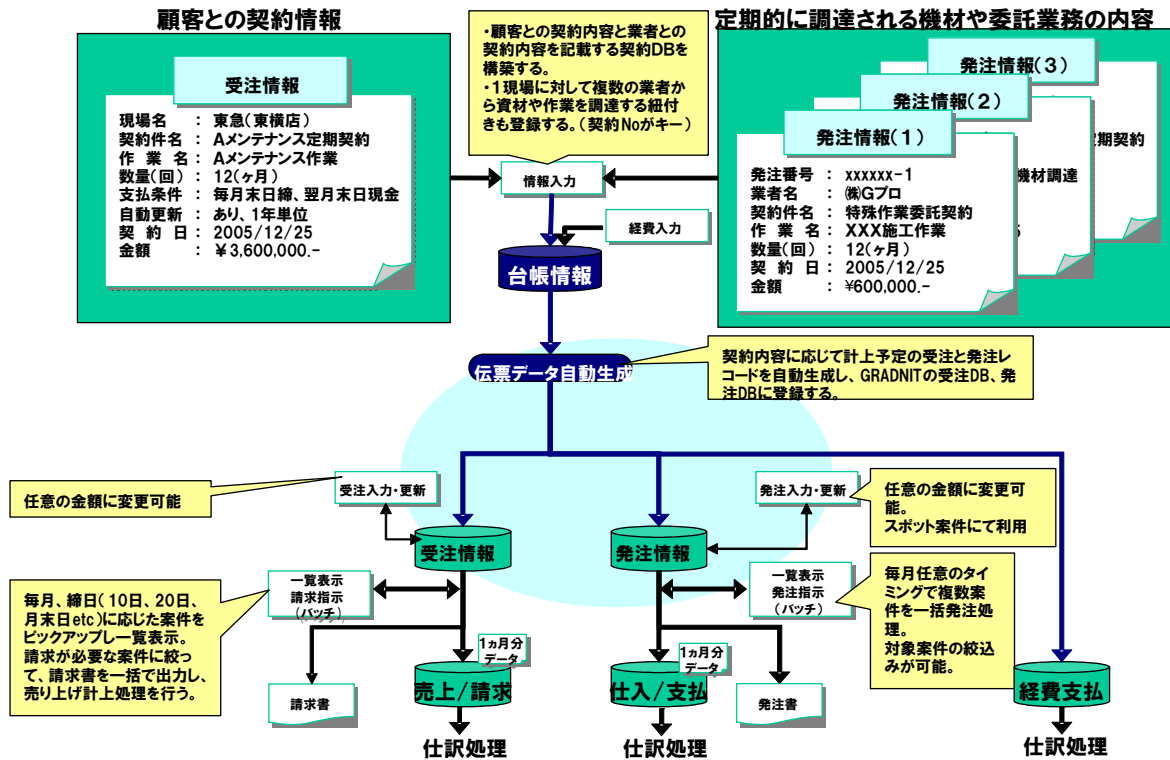 顧客との契約情報
定期的に調達される機材や委託業務の内容
・顧客との契約内容と業者との
契約内容を記載する契約DBを
構築する。
・1現場に対して複数の業者か
ら資材や作業を調達する紐付
きも登録する。(契約Noがキー)
受注情報
現場名 : 東急(東横店)
契約件名 : Aメンテナンス定期契約
作 業 名 : Aメンテナンス作業
数量(回) : 12(ヶ月)
支払条件 : 毎月末日締、翌月末日現金
自動更新 : あり、1年単位
契 約 日 : 2005/12/25
金額 : ¥3,600,000.-
発注情報(3)
発注情報(2)
発注情報(1)
定期契約
機材調達
発注番号 : xxxxxx-1
業者名 : ㈱Gプロ
契約件名 : 特殊作業委託契約
作 業 名 : XXX施工作業
数量(回) : 12(ヶ月)
契 約 日 : 2005/12/25
金額 : ¥600,000.-
情報入力
経費入力
台帳情報
伝票データ自動生成
契約内容に応じて計上予定の受注と発注レ
コードを自動生成し、GRADNITの受注DB、発
注DBに登録する。
任意の金額に変更可能
受注入力・更新
発注入力・更新
任意の金額に変更可
能。
スポット案件にて利用
受注情報
発注情報
毎月、締日(10日、20日、
月末日etc)に応じた案件を
ピックアップし一覧表示。
請求が必要な案件に絞っ
て、請求書を一括で出力し、
売り上げ計上処理を行う。
一覧表示
請求指示
(バッチ)
一覧表示
発注指示
(バッチ)
毎月任意のタイ
ミングで複数案
件を一括発注処
理。
対象案件の絞込
みが可能。
1ヵ月分
データ
1ヵ月分
データ
請求書
売上/請求
仕入/支払
発注書
経費支払
仕訳処理
仕訳処理
仕訳処理